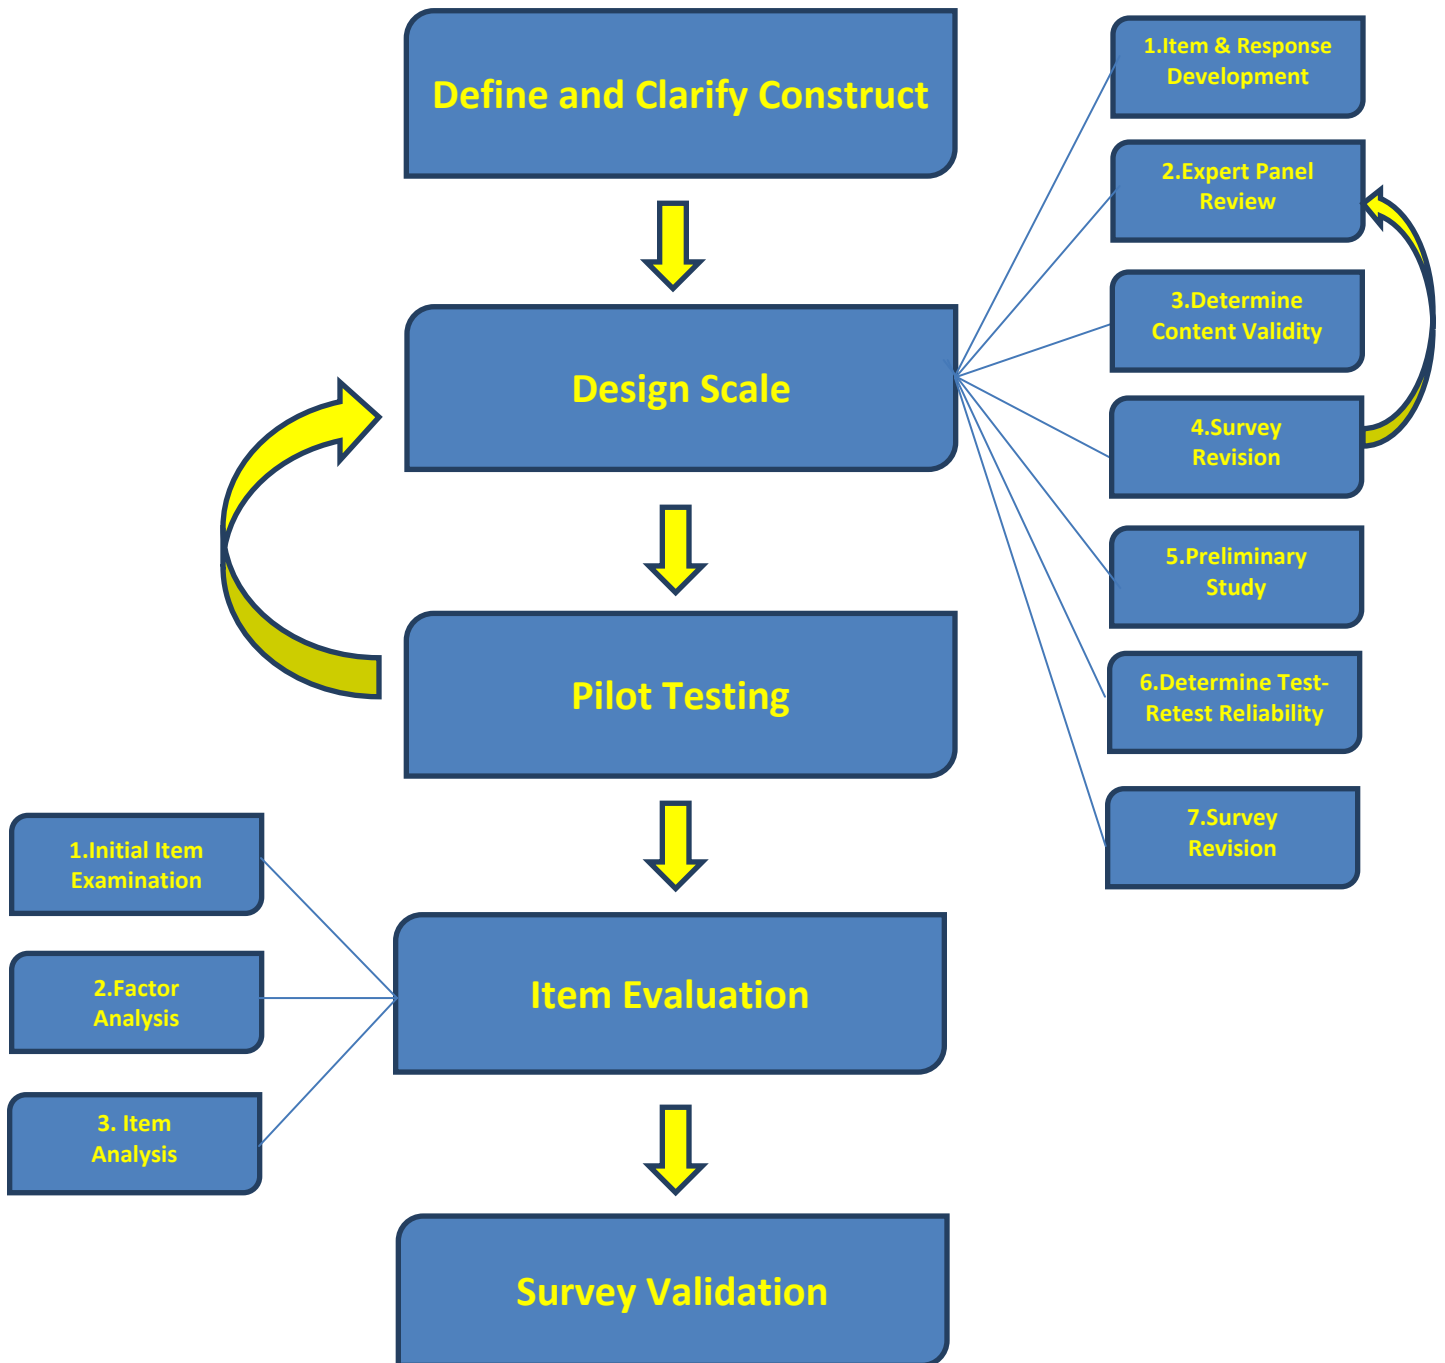 Define and Clarify Construct
Design Scale
Pilot Testing
Item Evaluation
Survey Validation
1.Item & Response
Development
2.Expert Panel
Review
3.Determine
Content Validity
4.Survey
Revision
5.Preliminary
Study
6.Determine Test-
Retest Reliability
7.Survey
Revision
1.Initial Item
Examination
2.Factor
Analysis
3. Item
Analysis